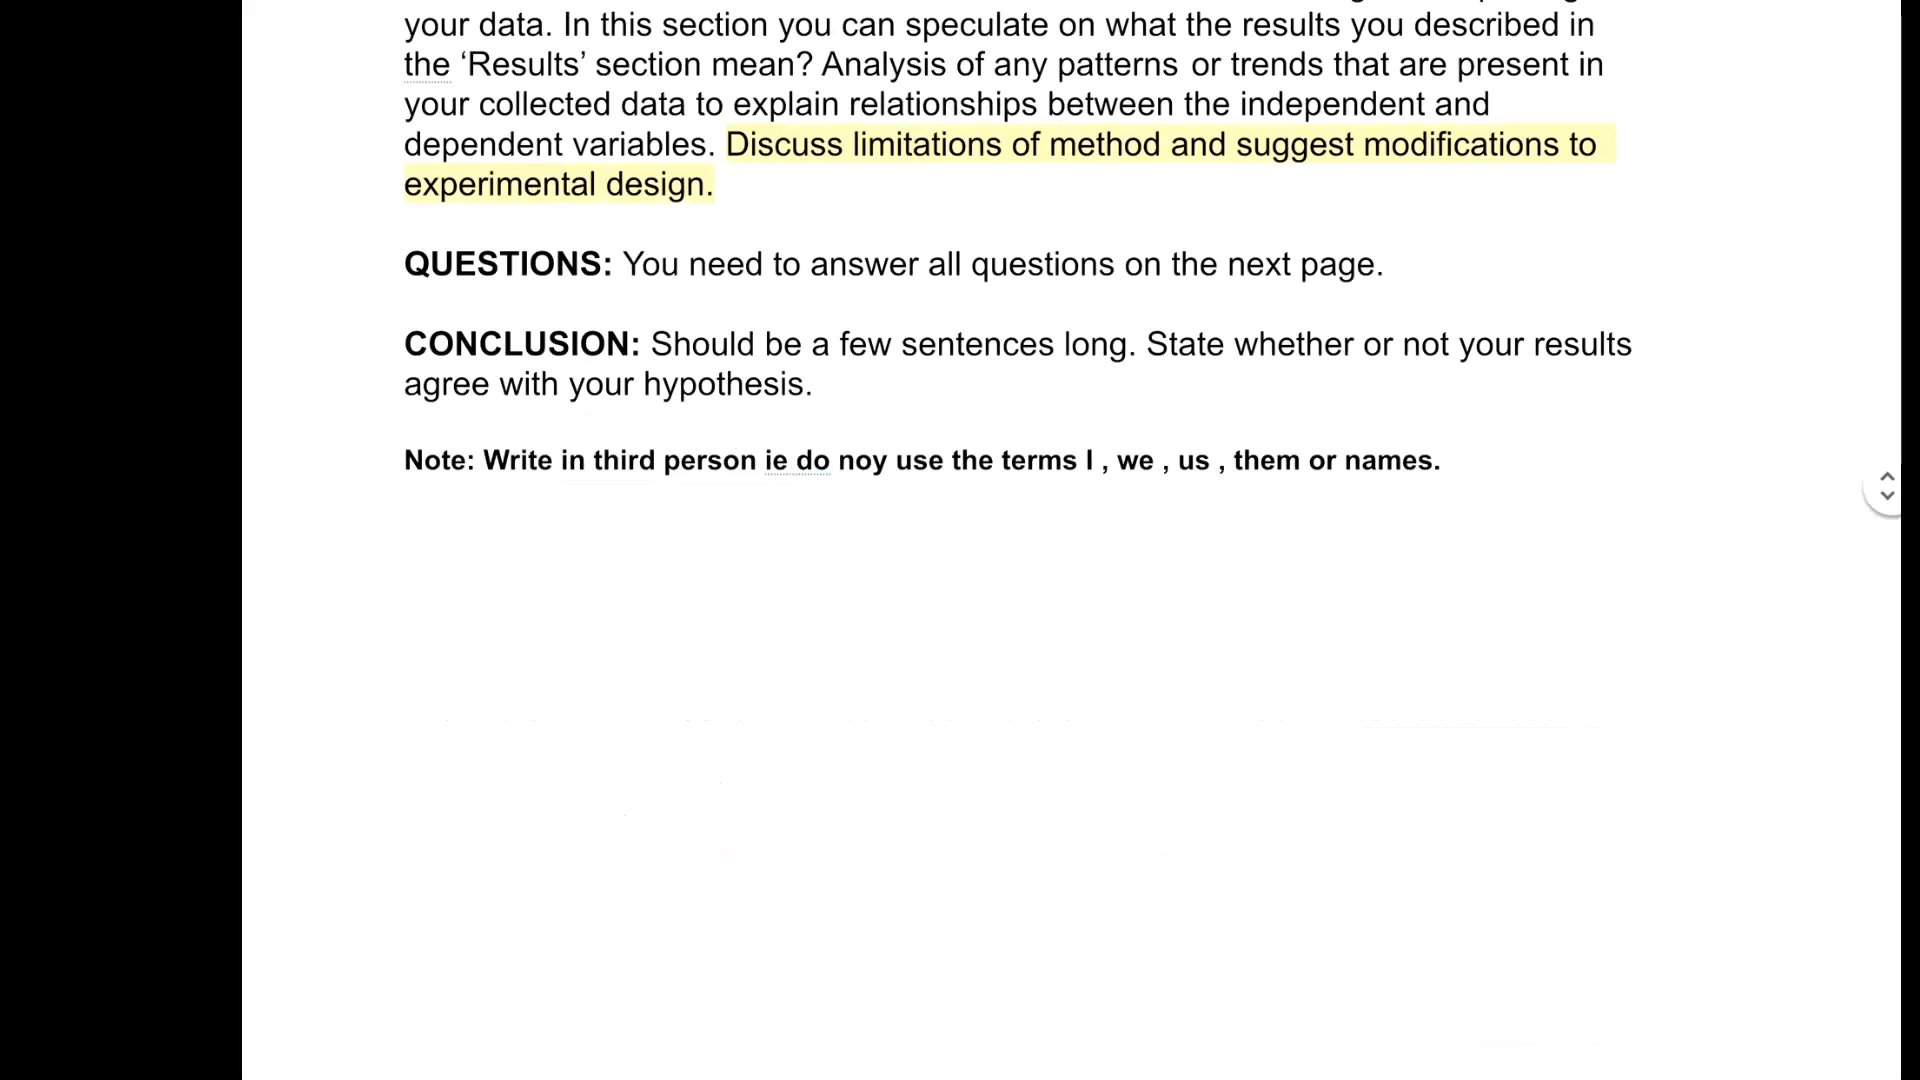 your data. In this section you can speculate on what the results you described in
the ‘Results’ section mean? Analysis of any patterns or trends that are present in
your collected data to explain relationships between the independent and
dependent variables. Discuss limitations of method and suggest modifications to
experimental design.
QUESTIONS: You need to answer all questions on the next page.
CONCLUSION: Should be a few sentences long. State whether or not your results
agree with your hypothesis.
Note: Write in third person ie do noy use the terms I , we , us , them or names.